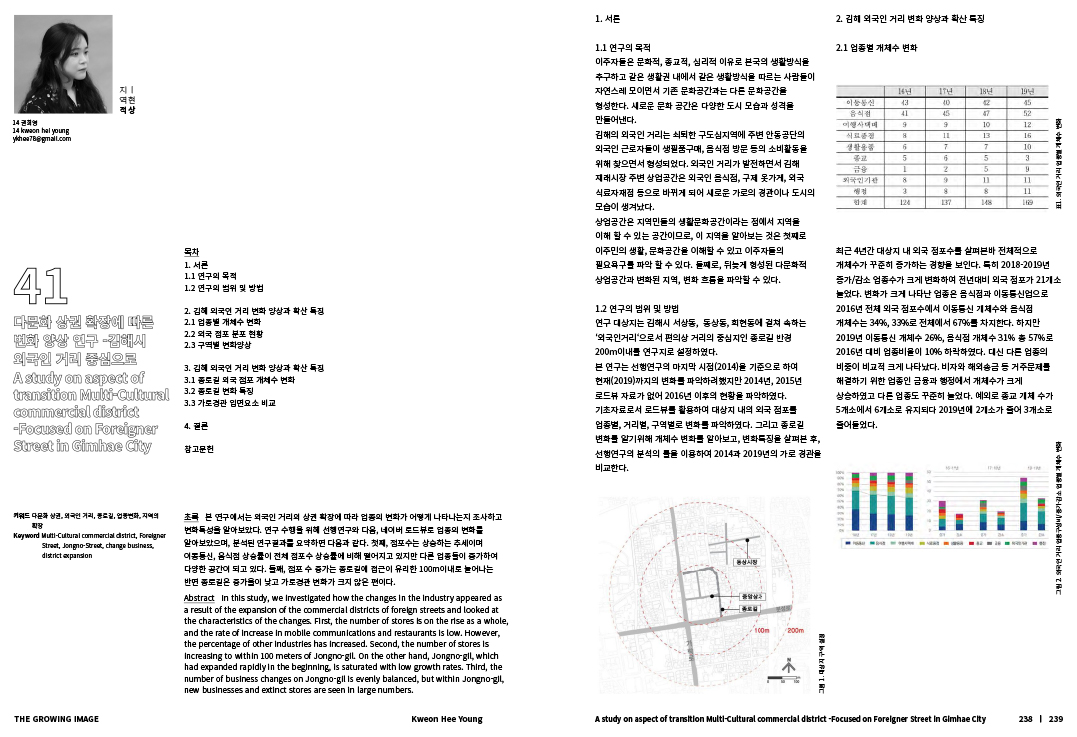 지ㅣ
역현
적상
14 권희영
14 kweon hei young
ykhee78@gmail.com
41
다문화 상권 확장에 따른
변화 양상 연구 -김해시
외국인 거리 중심으로
A study on aspect of
transition Multi-Cultural
commercial district
-Focused on Foreigner
Street in Gimhae City
키워드 다문화 상권, 외국인 거리, 종로길, 업종변화, 지역의
확장
Keyword Multi-Cultural commercial district, Foreigner
Street, Jongno-Street, change business,
district expansion
목차
1. 서론
1.1 연구의 목적
1.2 연구의 범위 및 방법
2. 김해 외국인 거리 변화 양상과 확산 특징
2.1 업종별 개체수 변화
2.2 외국 점포 분포 현황
2.3 구역별 변화양상
3. 김해 외국인 거리 변화 양상과 확산 특징
3.1 종로길 외국 점포 개체수 변화
3.2 종로길 변화 특징
3.3 가로경관 입면요소 비교
4. 결론
참고문헌
초록 본 연구에서는 외국인 거리의 상권 확장에 따라 업종의 변화가 어떻게 나타나는지 조사하고
변화특성을 알아보았다. 연구 수행을 위해 선행연구와 다음, 네이버 로드뷰로 업종의 변화를
알아보았으며, 분석된 연구결과를 요약하면 다음과 같다. 첫째, 점포수는 상승하는 추세이며
이동통신, 음식점 상승률이 전체 점포수 상승률에 비해 떨어지고 있지만 다른 업종들이 증가하여
다양한 공간이 되고 있다. 둘째, 점포 수 증가는 종로길에 접근이 유리한 100m이내로 늘어나는
반면 종로길은 증가율이 낮고 가로경관 변화가 크지 않은 편이다.
Abstract In this study, we investigated how the changes in the industry appeared as
a result of the expansion of the commercial districts of foreign streets and looked at
the characteristics of the changes. First, the number of stores is on the rise as a whole,
and the rate of increase in mobile communications and restaurants is low. However,
the percentage of other industries has increased. Second, the number of stores is
increasing to within 100 meters of Jongno-gil. On the other hand, Jongno-gil, which
had expanded rapidly in the beginning, is saturated with low growth rates. Third, the
number of business changes on Jongno-gil is evenly balanced, but within Jongno-gil,
new businesses and extinct stores are seen in large numbers.
THE GROWING IMAGE
Kweon Hee Young
1. 서론
1.1 연구의 목적
이주자들은 문화적, 종교적, 심리적 이유로 본국의 생활방식을
추구하고 같은 생활권 내에서 같은 생활방식을 따르는 사람들이
자연스레 모이면서 기존 문화공간과는 다른 문화공간을
형성한다. 새로운 문화 공간은 다양한 도시 모습과 성격을
만들어낸다.
김해의 외국인 거리는 쇠퇴한 구도심지역에 주변 안동공단의
외국인 근로자들이 생필품구매, 음식점 방문 등의 소비활동을
위해 찾으면서 형성되었다. 외국인 거리가 발전하면서 김해
재래시장 주변 상업공간은 외국인 음식점, 구제 옷가게, 외국
식료자재점 등으로 바뀌게 되어 새로운 가로의 경관이나 도시의
모습이 생겨났다.
상업공간은 지역민들의 생활문화공간이라는 점에서 지역을
이해 할 수 있는 공간이므로, 이 지역을 알아보는 것은 첫째로
이주민의 생활, 문화공간을 이해할 수 있고 이주자들의
필요욕구를 파악 할 수 있다. 둘째로, 뒤늦게 형성된 다문화적
상업공간과 변화된 지역, 변화 흐름을 파악할 수 있다.
1.2 연구의 범위 및 방법
연구 대상지는 김해시 서상동, 동상동, 회현동에 걸쳐 속하는
'외국인거리'으로서 편의상 거리의 중심지인 종로길 반경
200m이내를 연구지로 설정하였다.
본 연구는 선행연구의 마지막 시점(2014)을 기준으로 하여
현재(2019)까지의 변화를 파악하려했지만 2014년, 2015년
로드뷰 자료가 없어 2016년 이후의 현황을 파악하였다.
기초자료로서 로드뷰를 활용하여 대상지 내의 외국 점포를
업종별, 거리별, 구역별로 변화를 파악하였다. 그리고 종로길
변화를 알기위해 개체수 변화를 알아보고, 변화특징을 살펴본 후,
선행연구의 분석의 틀을 이용하여 2014과 2019년의 가로 경관을
비교한다.
동상시장
중앙상가
종로길
100m
200m
N
2. 김해 외국인 거리 변화 양상과 확산 특징
2.1 업종별 개체수 변화
16년 17년 18년 19년
이동통신 43 40 42 45
음식점 41 45 47 52
여행사택배 9 9 10 12
식료품점 8 11 13 16
생활용품 6 7 7 10
종교 5 6 5 3
금융 1 2 5 9
외국인기관 8 9 11 11
행정 3 8 8 11
합계 124 137 148 169
최근 4년간 대상지 내 외국 점포수를 살펴본바 전체적으로
개체수가 꾸준히 증가하는 경향을 보인다. 특히 2018-2019년
증가/감소 업종수가 크게 변화하여 전년대비 외국 점포가 21개소
늘었다. 변화가 크게 나타난 업종은 음식점과 이동통신업으로
2016년 전체 외국 점포수에서 이동통신 개체수와 음식점
개체수는 34%, 33%로 전체에서 67%를 차지한다. 하지만
2019년 이동통신 개체수 26%, 음식점 개체수 31% 총 57%로
2016년 대비 업종비율이 10% 하락하였다. 대신 다른 업종의
비중이 비교적 크게 나타났다. 비자와 해외송금 등 거주문제를
해결하기 위한 업종인 금융과 행정에서 개체수가 크게
상승하였고 다른 업종도 꾸준히 늘었다. 예외로 종교 개체 수가
5개소에서 6개소로 유지되다 2019년에 2개소가 줄어 3개소로
줄어들었다.
A study on aspect of transition Multi-Cultural commercial district -Focused on Foreigner Street in Gimhae City
238 | 239